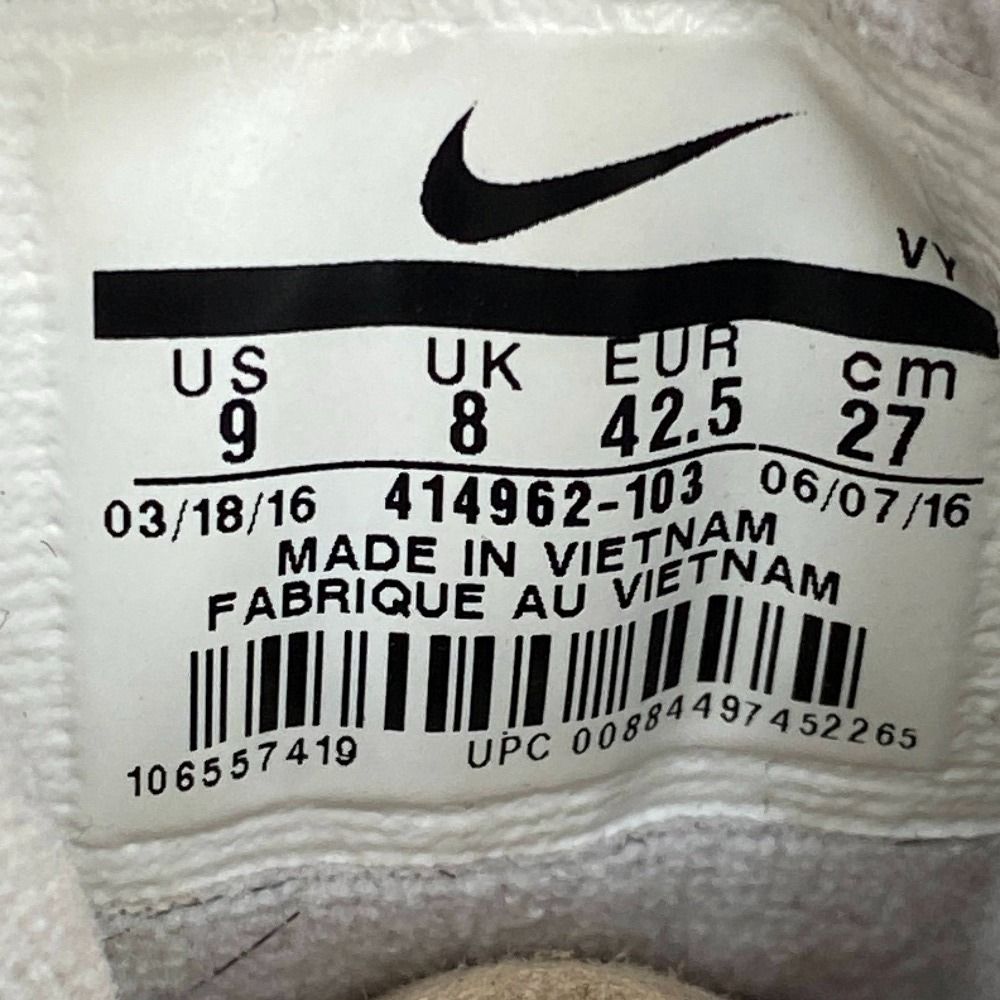 VY
US UK EUR cm
9 8 42.5 27
03/18/16 414962-103 06/07/16
MADE IN VIETNAM
FABRIQUE AU VIETNAM
106557419 UPC 00884497452265